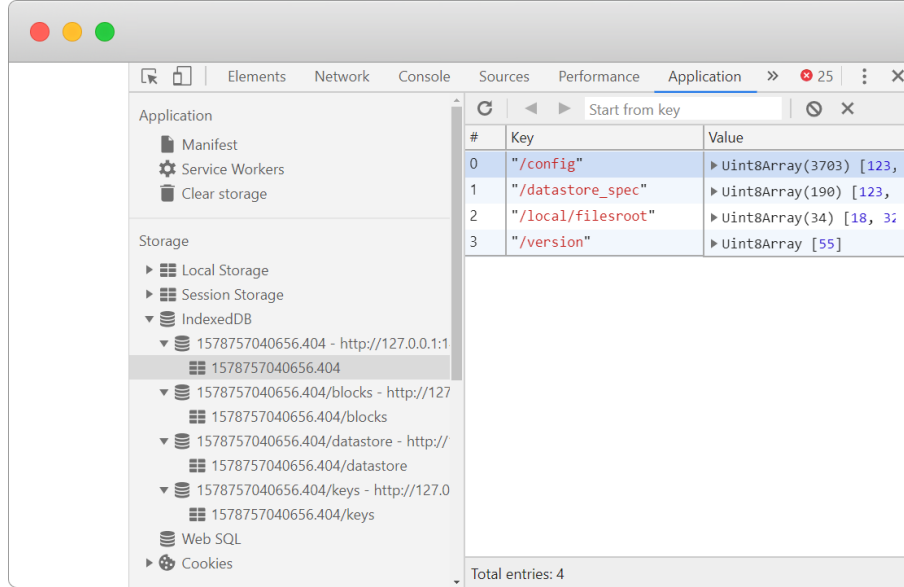 Elements Network Console Sources Performance Application » 25
Application
Manifest
Service Workers
Clear storage
Storage
Local Storage
Session Storage
IndexedDB
1578757040656.404 - http://127.0.0.1:1
1578757040656.404
1578757040656.404/blocks - http://127
1578757040656.404/blocks
1578757040656.404/datastore - http://
1578757040656.404/datastore
1578757040656.404/keys - http://127.0
1578757040656.404/keys
Web SQL
Cookies
Start from key
# Key Value
0 "/config" Uint8Array(3703) [123,
1 "/datastore_spec" Uint8Array(190) [123,
2 "/local/filesroot" Uint8Array(34) [18, 32
3 "/version" Uint8Array [55]
Total entries: 4